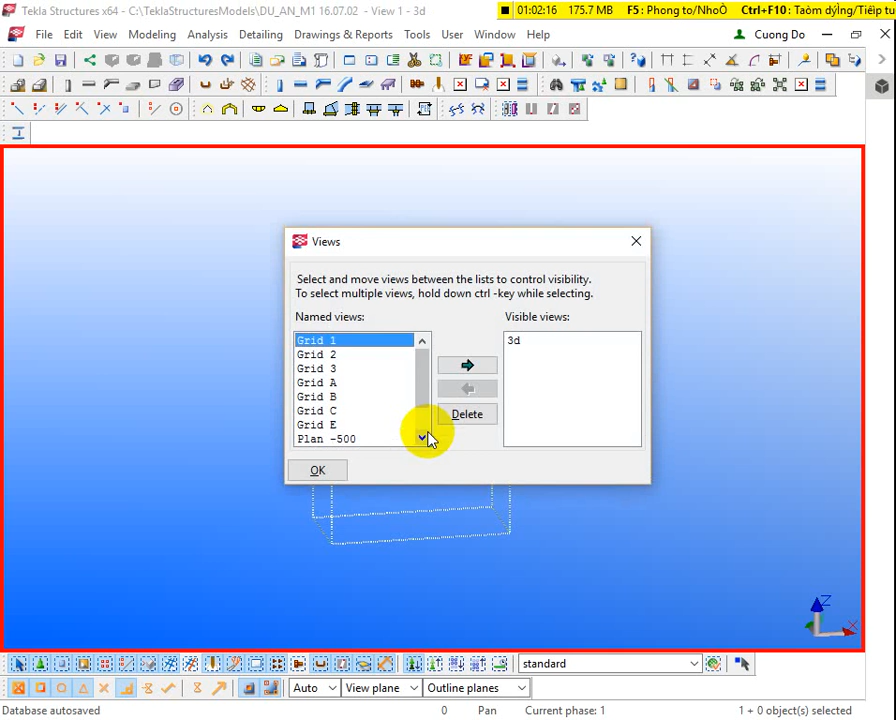 Tekla Structures x64 - C:\TeklaStructuresModels\DU_AN_M1 16.07.02 - View 1 - 3d
01:02:16 175.7 MB F5: Phong to/NhoÒ Ctrl+F10: Taòm dýÌng/Tiêìp tu
File Edit View Modeling Analysis Detailing Drawings & Reports Tools User Window Help Cuong Do
Views
Select and move views between the lists to control visibility.
To select multiple views, hold down ctrl -key while selecting.
Named views: Visible views:
Grid 1
Grid 2
Grid 3
Grid A
Grid B
Grid C
Grid E
Plan -500
3d
Delete
OK
Z
X
standard
Auto View plane Outline planes
Database autosaved 0 Pan Current phase: 1 1 + 0 object(s) selected